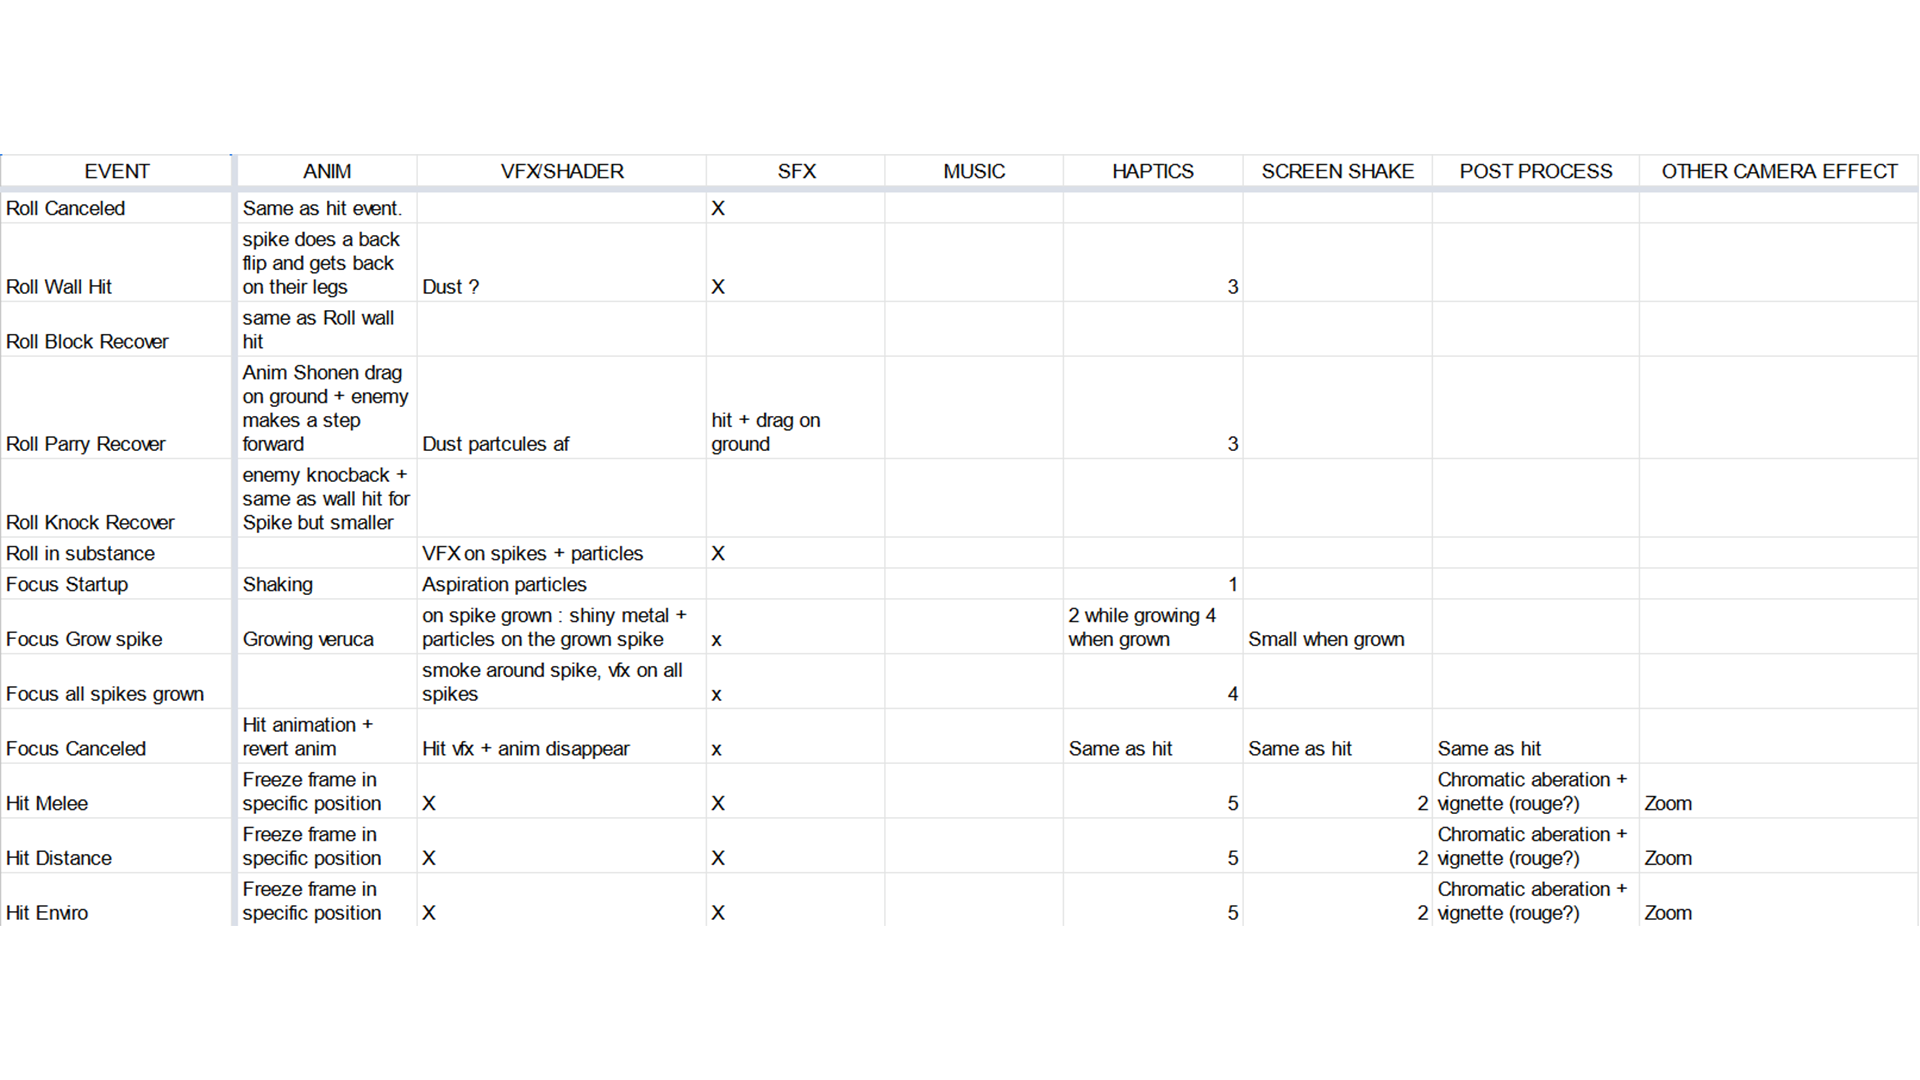 EVENT ANIM VFX/SHADER SFX MUSIC HAPTICS SCREEN SHAKE POST PROCESS OTHER CAMERA EFFECT
Roll Canceled Same as hit event. X
spike does a back
flip and gets back
Roll Wall Hit on their legs Dust ? X 3
same as Roll wall
Roll Block Recover hit
Anim Shonen drag
on ground + enemy
makes a step hit + drag on
Roll Parry Recover forward Dust partcules af ground 3
enemy knocback +
same as wall hit for
Roll Knock Recover Spike but smaller
Roll in substance VFX on spikes + particles X
Focus Startup Shaking Aspiration particles 1
on spike grown : shiny metal + 2 while growing 4
Focus Grow spike Growing veruca particles on the grown spike x when grown Small when grown
smoke around spike, vfx on all
Focus all spikes grown spikes x 4
Hit animation +
Focus Canceled revert anim Hit vfx + anim disappear x Same as hit Same as hit Same as hit
Freeze frame in Chromatic aberation +
Hit Melee specific position X X 5 2 vignette (rouge?) Zoom
Freeze frame in Chromatic aberation +
Hit Distance specific position X X 5 2 vignette (rouge?) Zoom
Freeze frame in Chromatic aberation +
Hit Enviro specific position X X 5 2 vignette (rouge?) Zoom